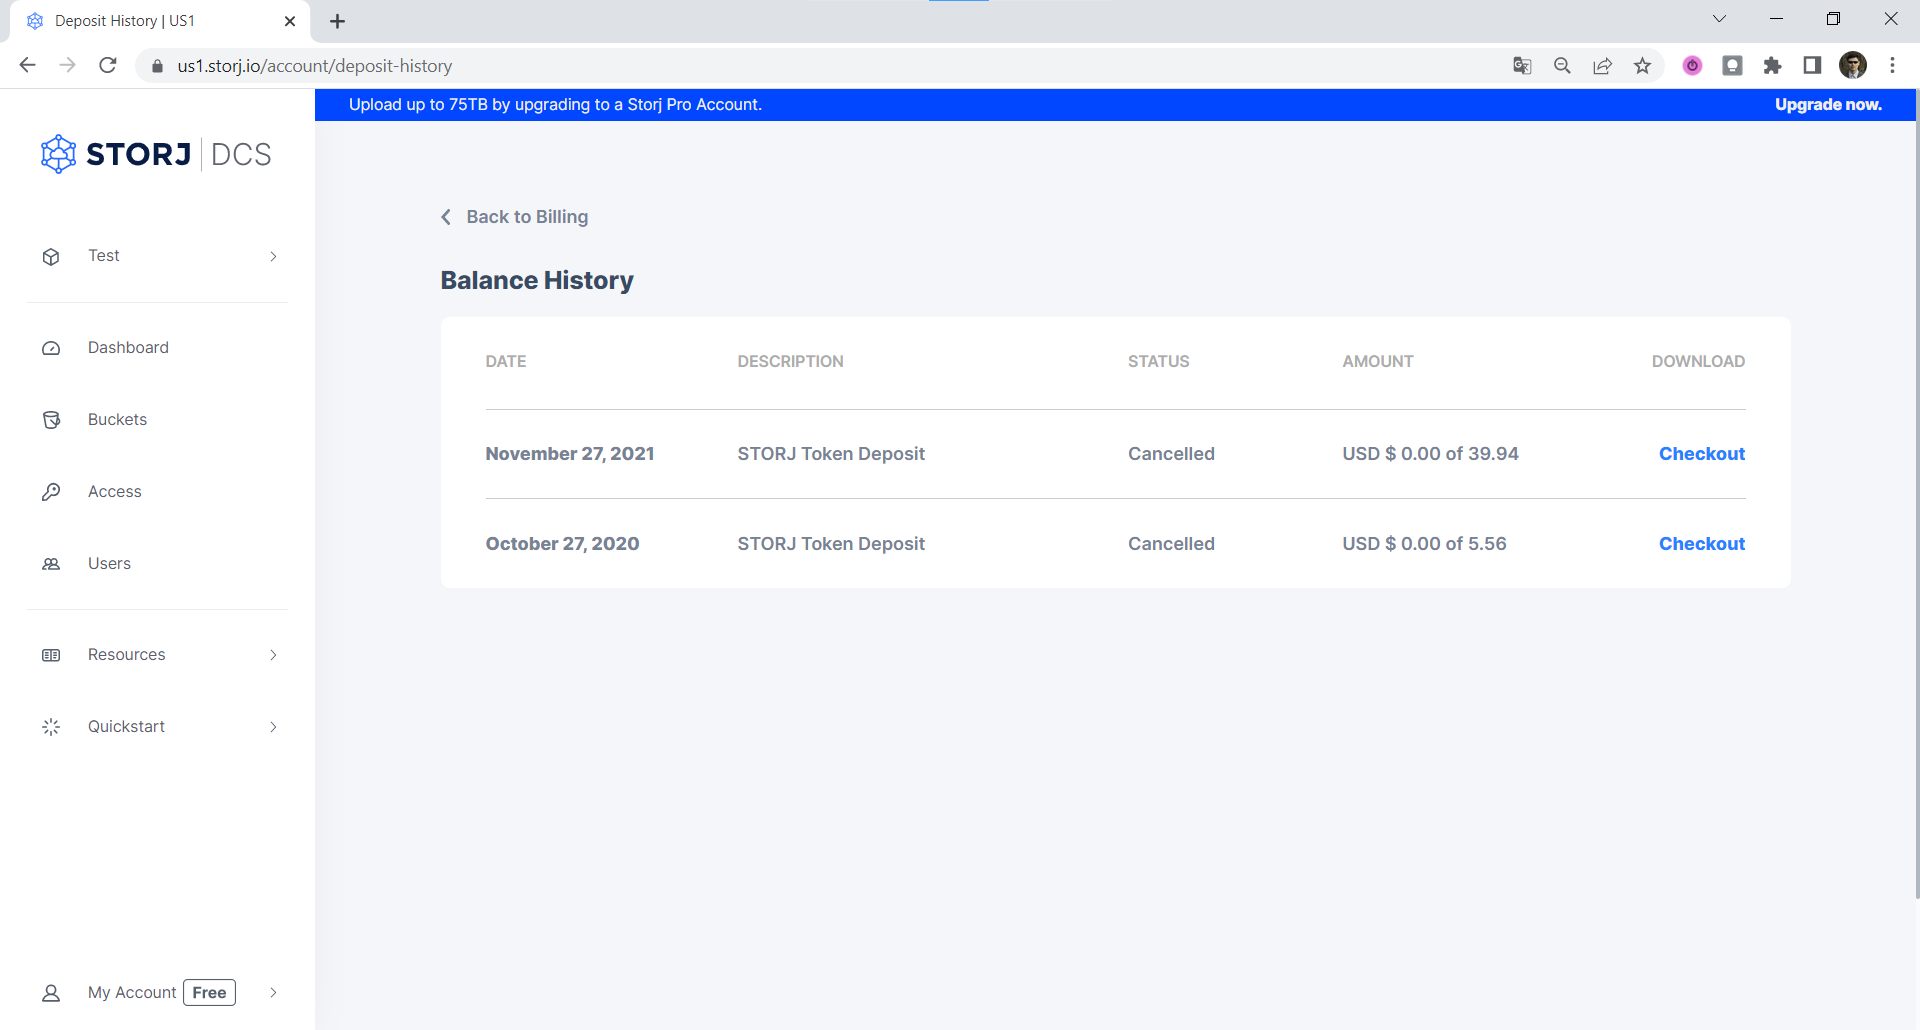 Deposit History | US1
us1.storj.io/account/deposit-history
Upload up to 75TB by upgrading to a Storj Pro Account.
Upgrade now.
STORJ DCS
Test
Dashboard
Buckets
Access
Users
Resources
Quickstart
My Account Free
Back to Billing
Balance History
DATE DESCRIPTION STATUS AMOUNT DOWNLOAD
November 27, 2021 STORJ Token Deposit Cancelled USD $ 0.00 of 39.94 Checkout
October 27, 2020 STORJ Token Deposit Cancelled USD $ 0.00 of 5.56 Checkout